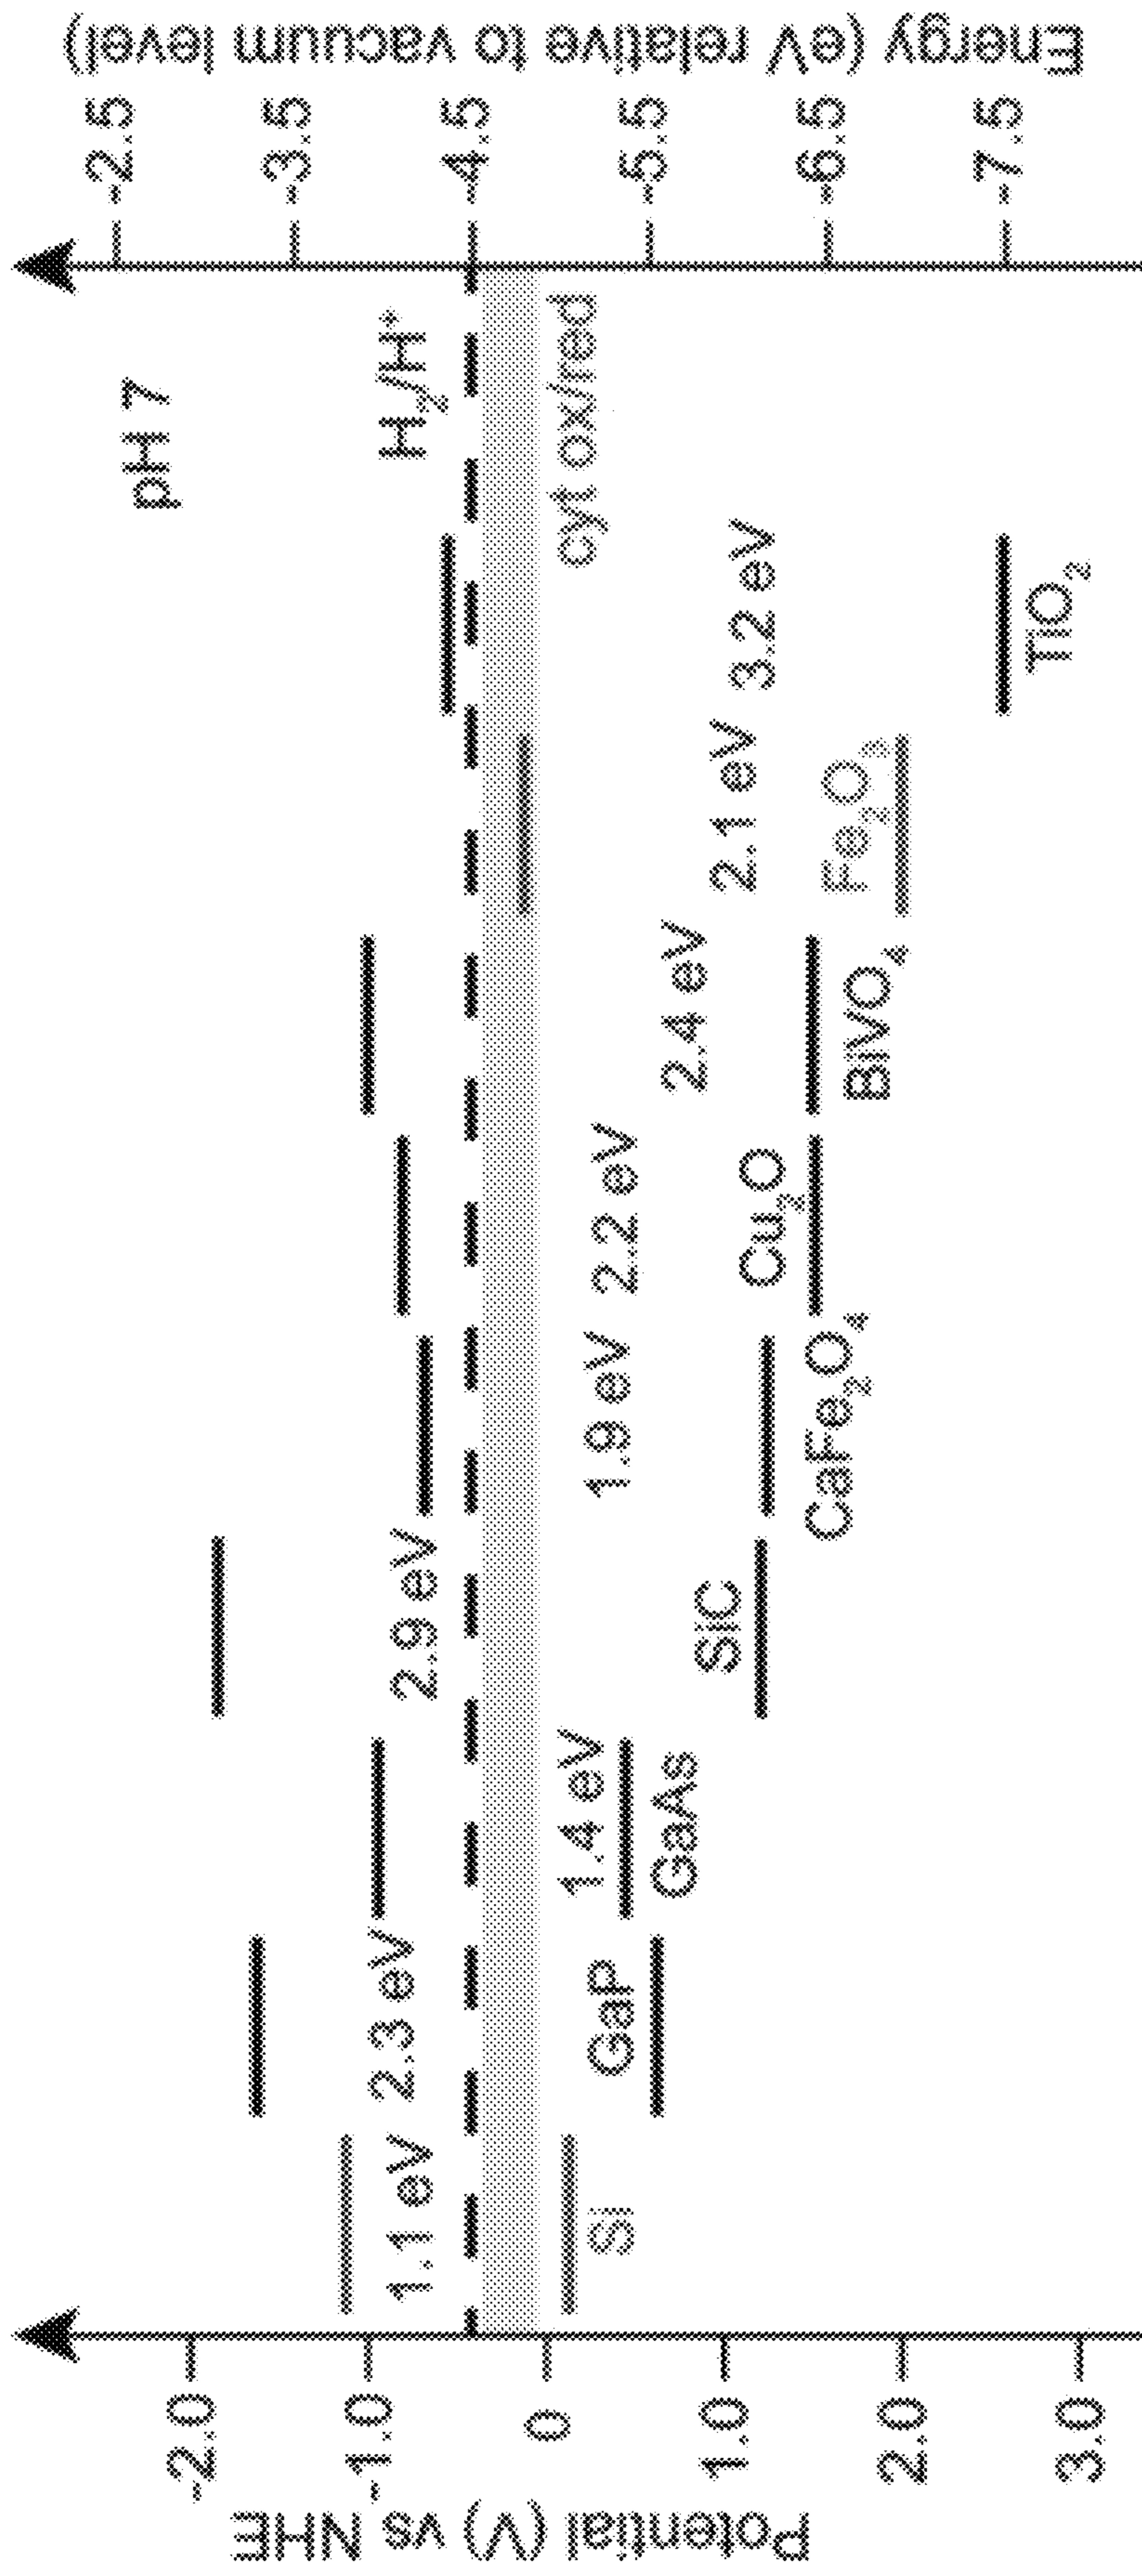 Potential (V) vs NHE
-2.0
-1.0
0
1.0
2.0
3.0
pH 7
H₂/H⁺
cyt ox/red
1.1 eV
Si
2.3 eV
GaP
1.4 eV
GaAs
2.9 eV
SiC
1.9 eV
CaFe₂O₄
2.2 eV
Cu₂O
2.4 eV
BiVO₄
2.1 eV
Fe₂O₃
3.2 eV
TiO₂
-2.5
-3.5
-4.5
-5.5
-6.5
-7.5
Energy (eV relative to vacuum level)